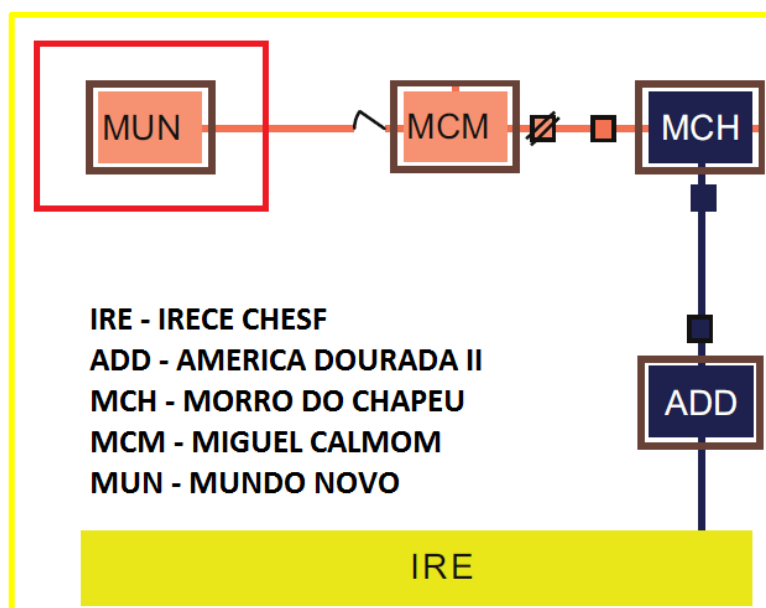 MUN
MCM
MCH
IRE - IRECE CHESF
ADD - AMERICA DOURADA II
MCH - MORRO DO CHAPEU
MCM - MIGUEL CALMOM
MUN - MUNDO NOVO
ADD
IRE